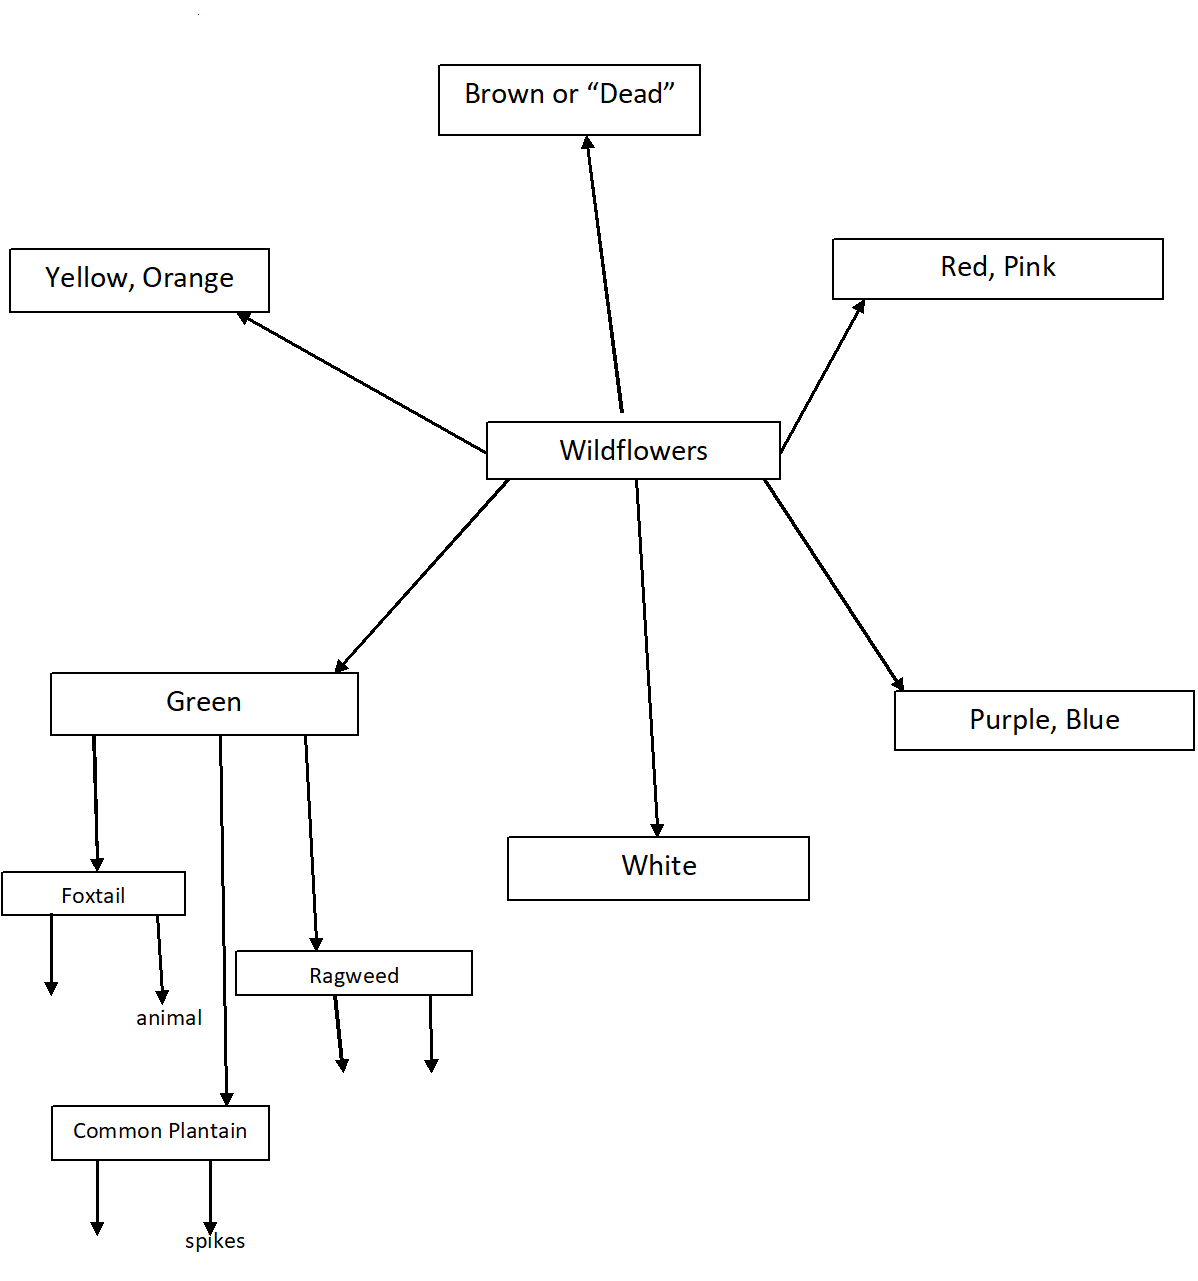 Brown or “Dead”
Yellow, Orange
Red, Pink
Wildflowers
Green
Purple, Blue
White
Foxtail
Ragweed
animal
Common Plantain
spikes